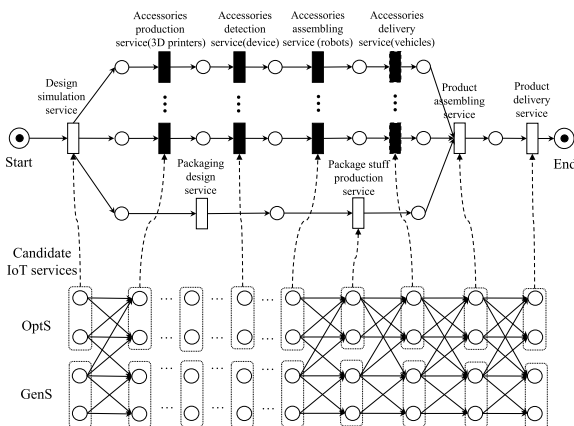 Accessories
production
service(3D printers)
Accessories
detection
service(device)
Accessories
assembling
service (robots)
Accessories
delivery
service(vehicles)
Design
simulation
service
Product
assembling
service
Product
delivery
service
Start
End
Packaging
design
service
Package stuff
production
service
Candidate
IoT services
OptS
GenS